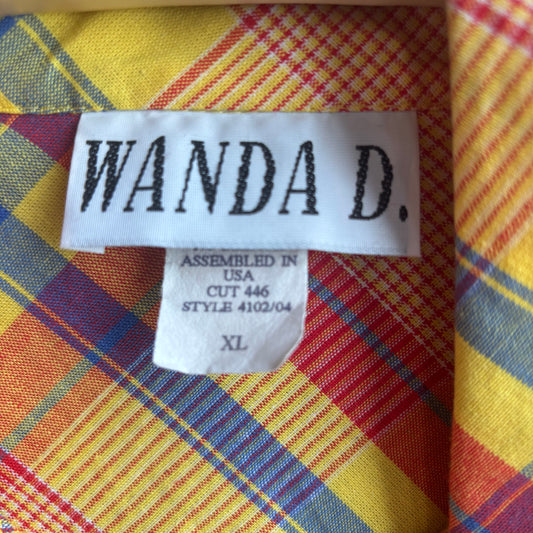 WANDA D.
ASSEMBLED IN
USA
CUT 446
STYLE 4102/04
XL